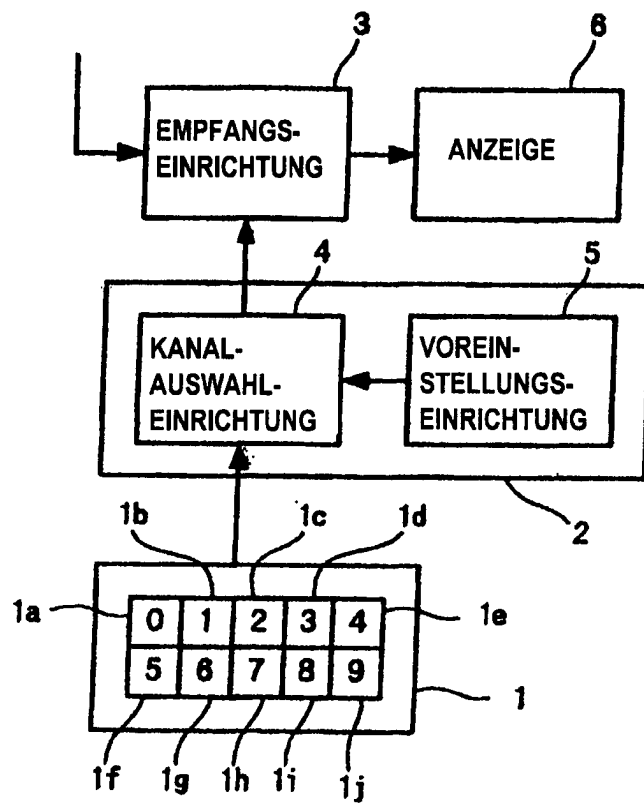 3
6
EMPFANGS-
EINRICHTUNG
ANZEIGE
4
5
KANAL-
AUSWAHL-
EINRICHTUNG
VOREIN-
STELLUNGS-
EINRICHTUNG
2
1b
1c
1d
1a
0 1 2 3 4
1e
5 6 7 8 9
1
1f
1g
1h
1i
1j